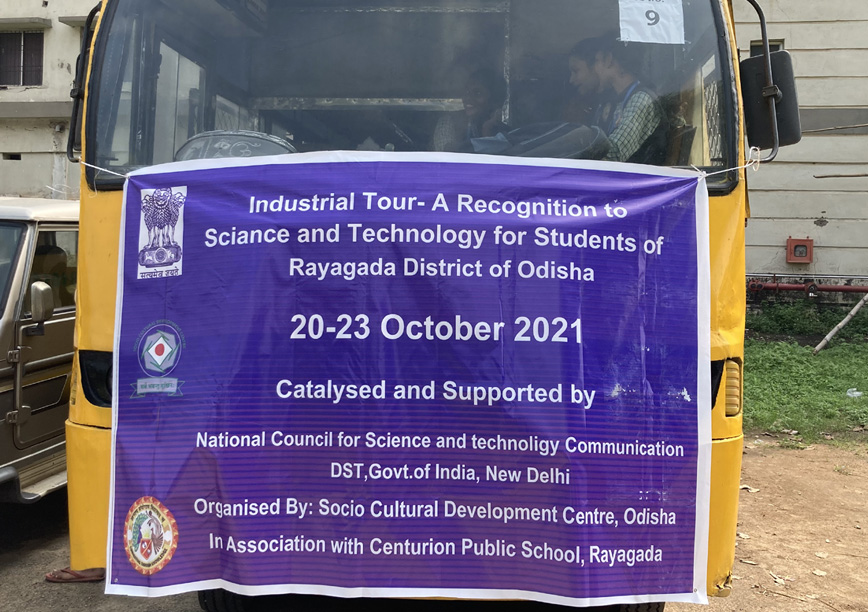 9
Industrial Tour- A Recognition to
Sciance and Technology for Students of
Rayagada District of Odisha
20-23 October 2021
Catalysed and Supported by
National Council for Science and technoligy Communication
DST,Govt.of India, New Delhi
Organised By: Socio Cultural Development Centre, Odisha
In Association with Centurion Public School, Rayagada